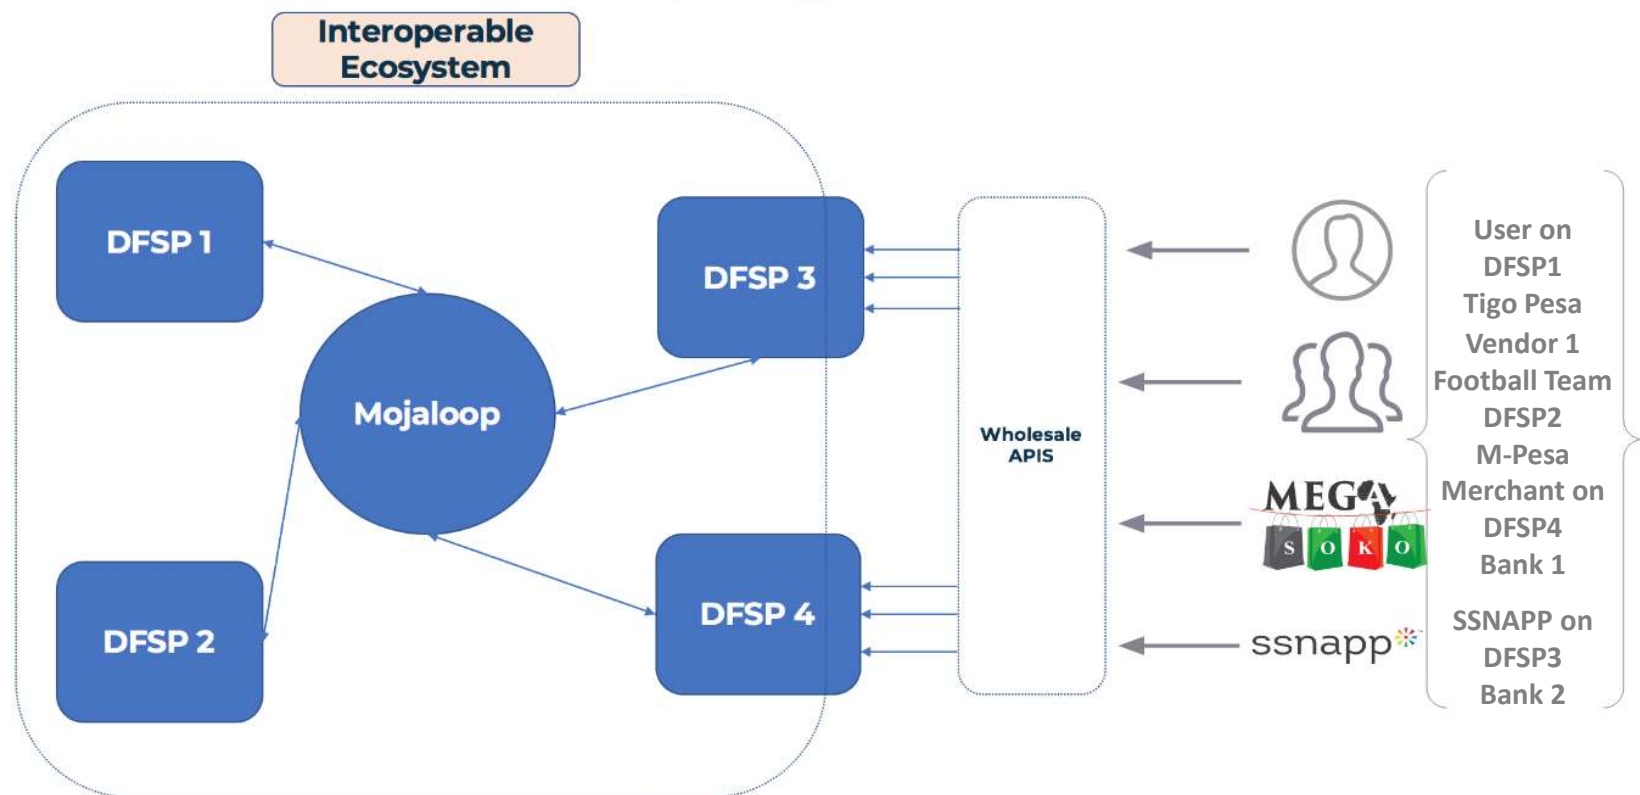 Interoperable
Ecosystem
DFSP 1
DFSP 2
Mojaloop
DFSP 3
DFSP 4
Wholesale
APIS
MEGA
S O K O
ssnapp
User on
DFSP1
Tigo Pesa
Vendor 1
Football Team
DFSP2
M-Pesa
Merchant on
DFSP4
Bank 1
SSNAPP on
DFSP3
Bank 2